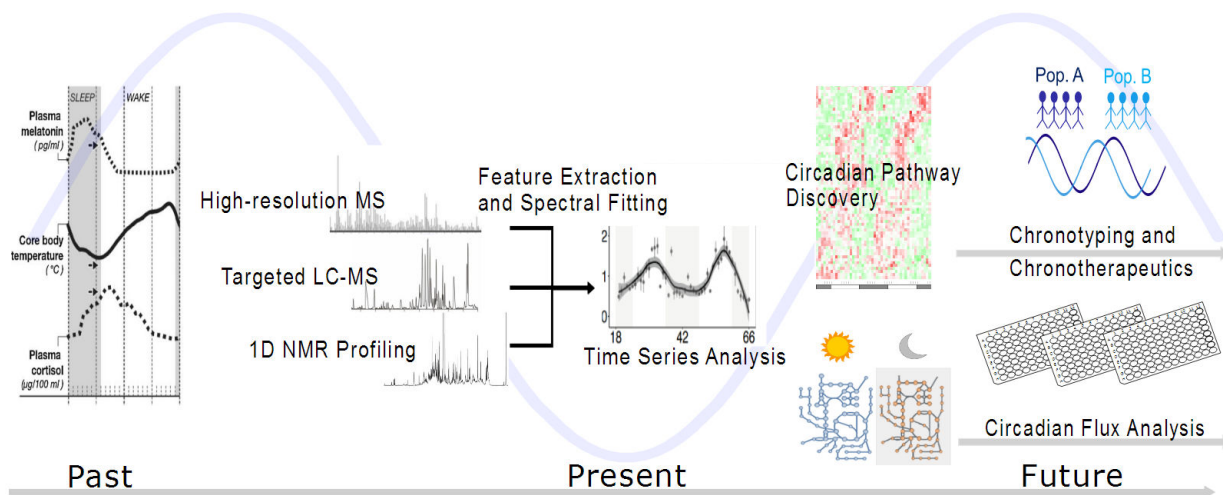 SLEEP WAKE
Plasma
melatonin
(pg/ml)
Core body
temperature
(°C)
Plasma
cortisol
(µg/100 ml)
High-resolution MS
Targeted LC-MS
1D NMR Profiling
Feature Extraction
and Spectral Fitting
2
1
0
18 42 66
Time Series Analysis
Circadian Pathway
Discovery
Pop. A Pop. B
Chronotyping and
Chronotherapeutics
Circadian Flux Analysis
Past Present Future